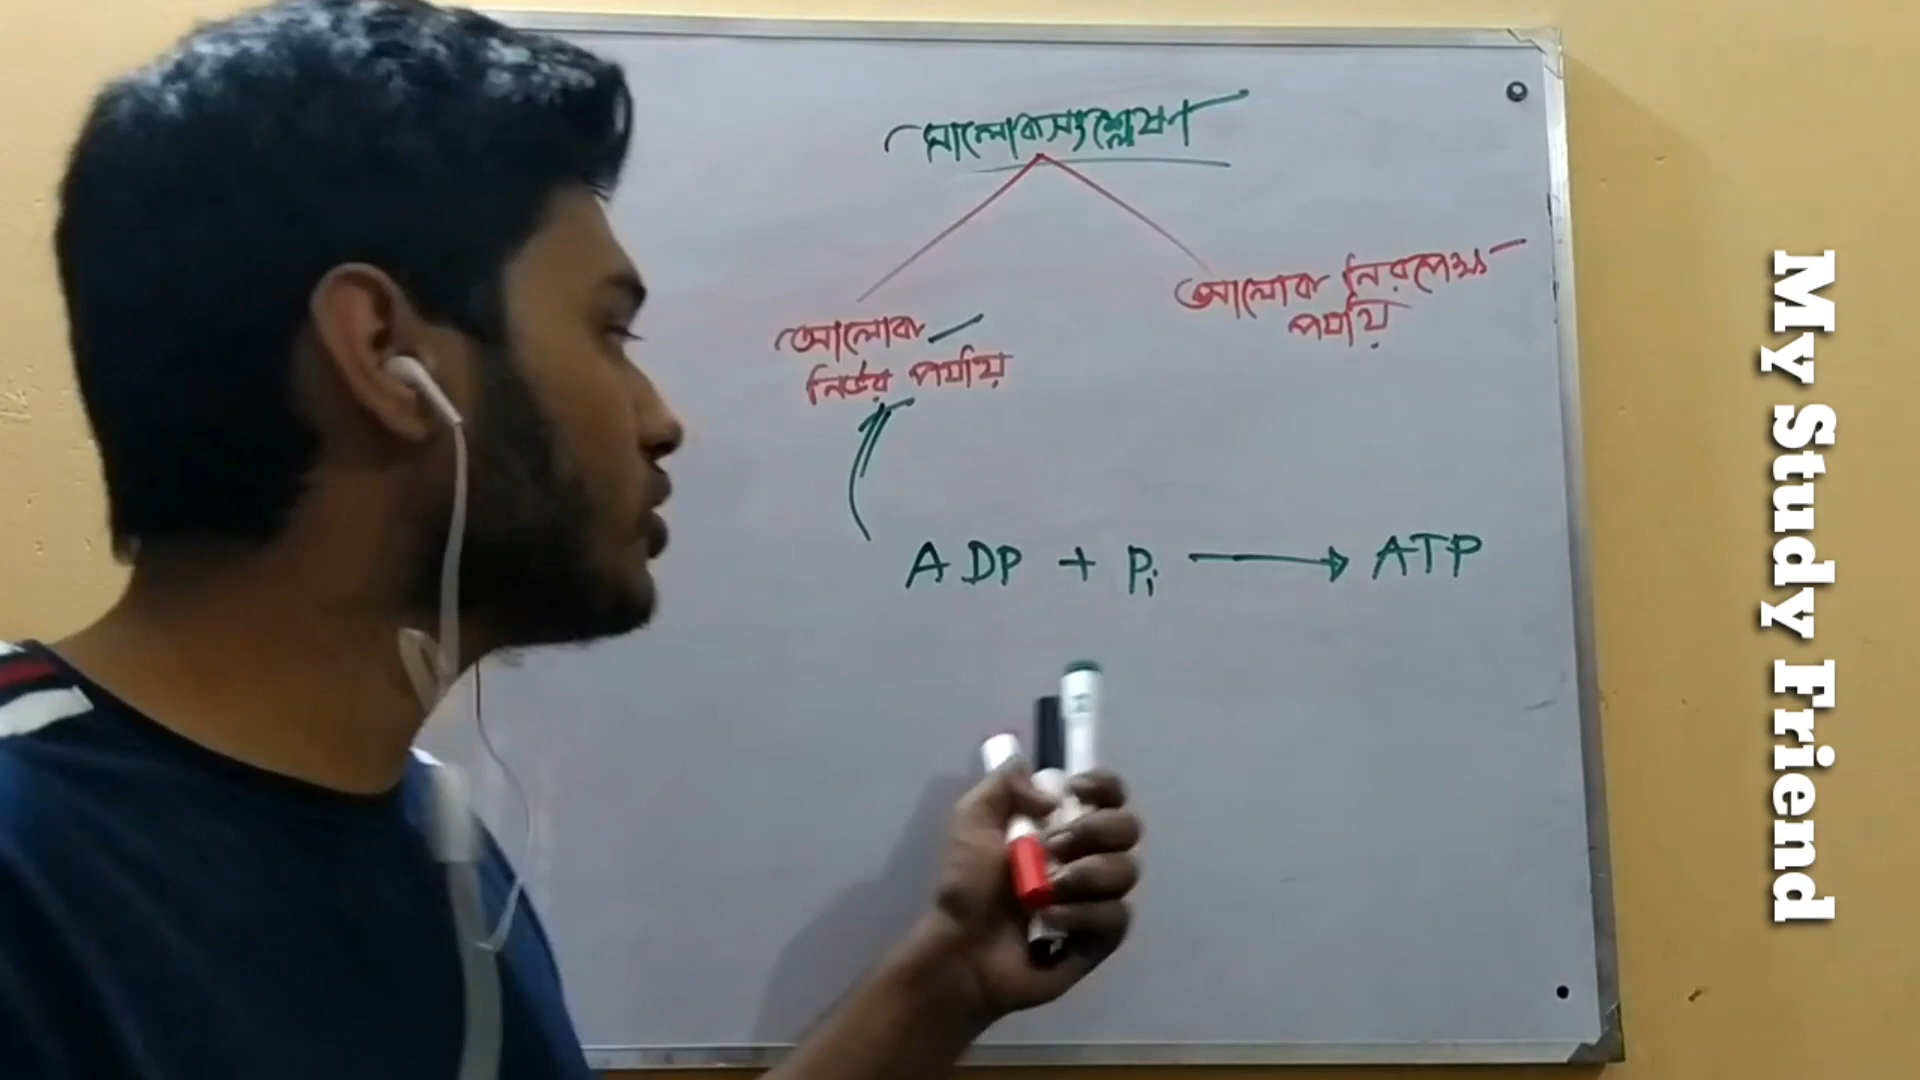 সালোকসংশ্লেষণ
আলোক
নির্ভর পর্যায়
আলোক নিরপেক্ষ
পর্যায়
ADP + Pi → ATP
My Study Friend